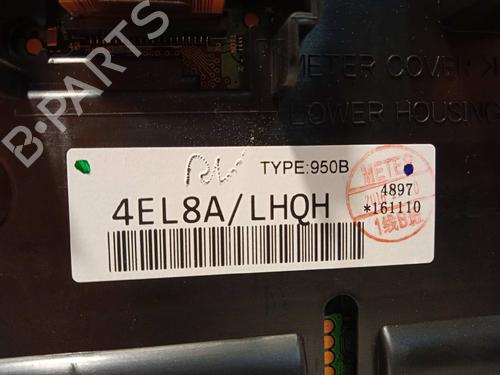 METER COVER
LOWER HOUSING
B-PARTS
TYPE:950B
4EL8A/LHQH
METER
4897
*161110